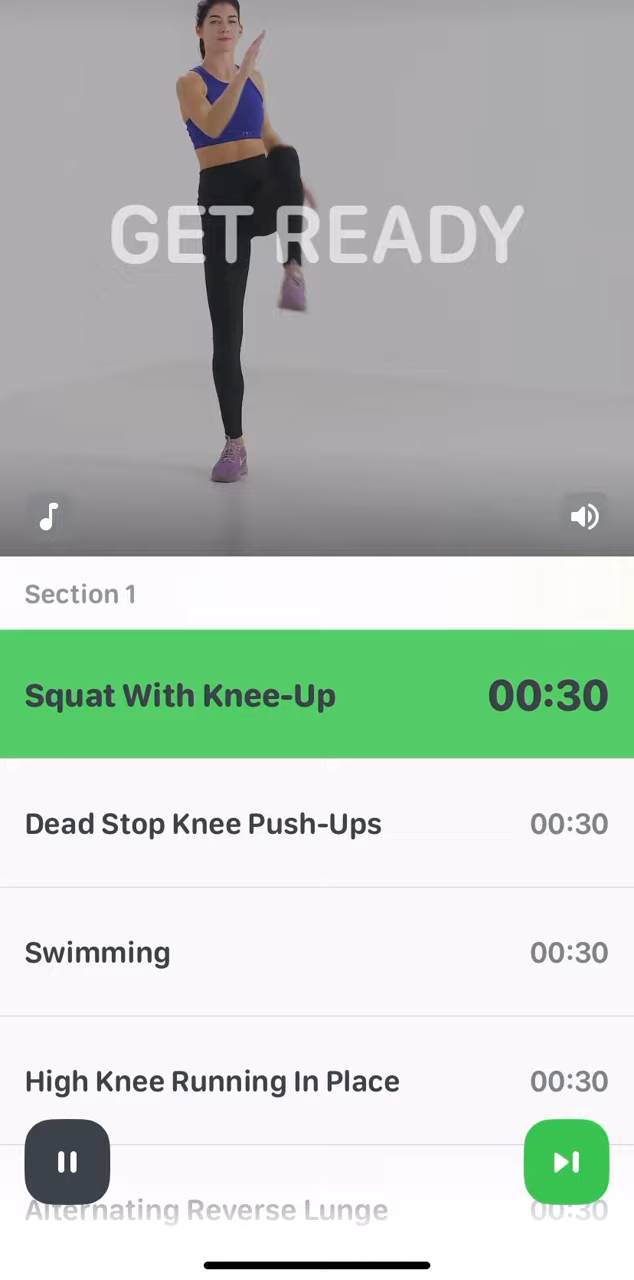 GET READY
Section 1
Squat With Knee-Up 00:30
Dead Stop Knee Push-Ups 00:30
Swimming 00:30
High Knee Running In Place 00:30
Alternating Reverse Lunge 00:30